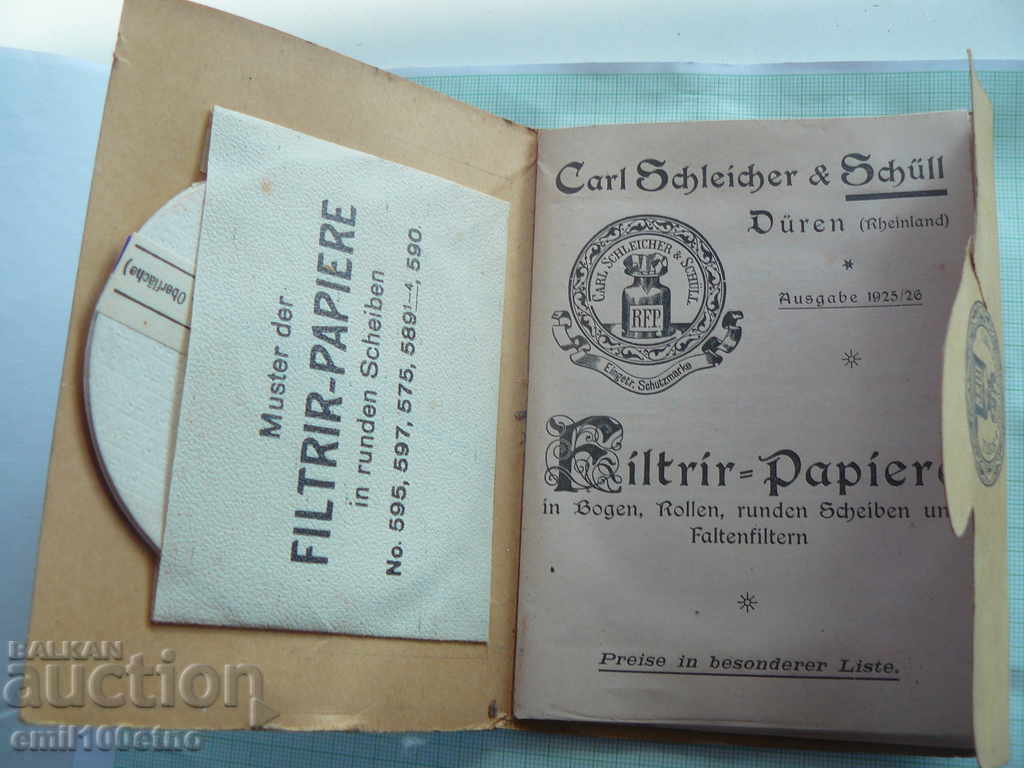 (Oberfläche)
Muster der
FILTRIR-PAPIERE
in runden Scheiben
No. 595, 597, 575, 589¹⁻⁴, 590.
Carl Schleicher & Schüll
Düren (Rheinland)
Ausgabe 1925/26
CARL SCHLEICHER & SCHÜLL
R.F.P.
Eingetr. Schutzmarke
Filtrir=Papiere
in Bogen, Rollen, runden Scheiben un
Faltenfiltern
Preise in besonderer Liste.
BALKAN
auction
emil100etno